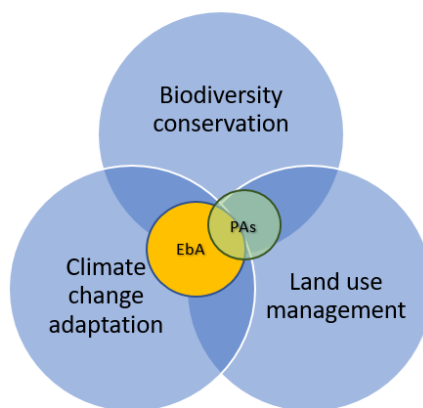 Biodiversity
conservation
PAs
EbA
Climate
change
adaptation
Land use
management